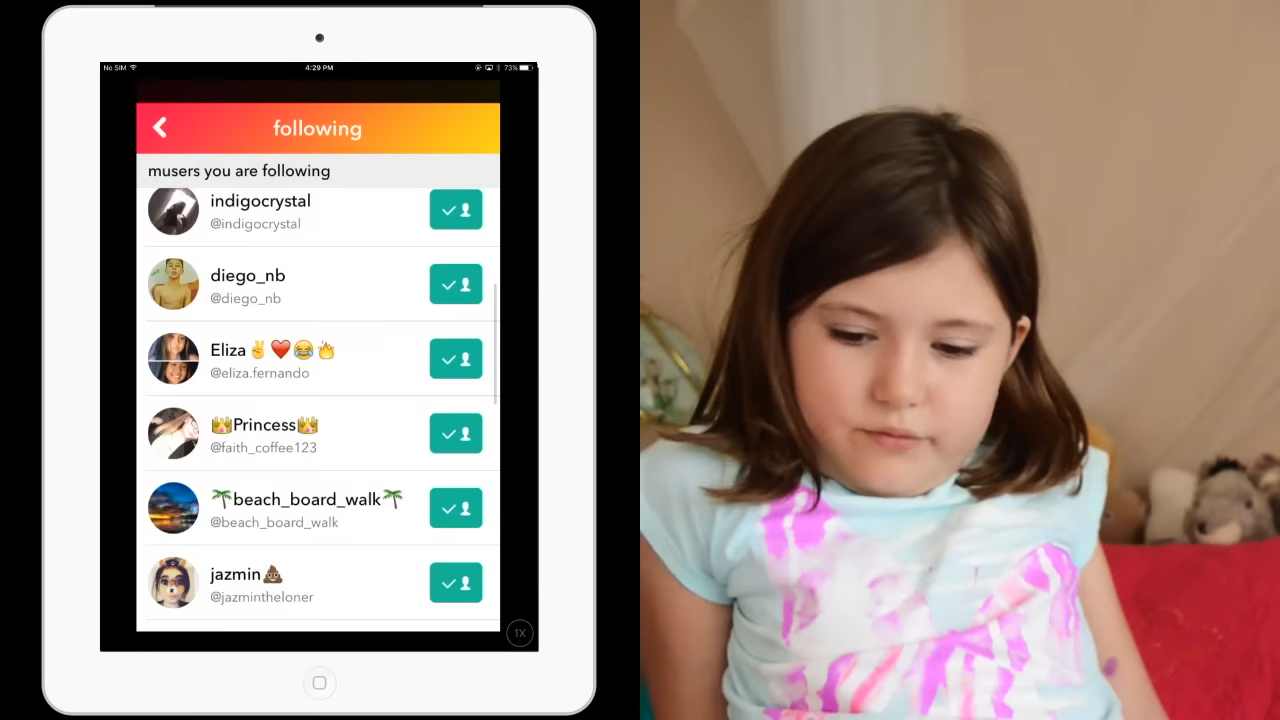 No SIM 4:29 PM 73%
following
musers you are following
indigocrystal
@indigocrystal
diego_nb
@diego_nb
Eliza✌️❤️😂🔥
@eliza.fernando
👑Princess👑
@faith_coffee123
🌴beach_board_walk🌴
@beach_board_walk
jazmin💩
@jazmintheloner
1X